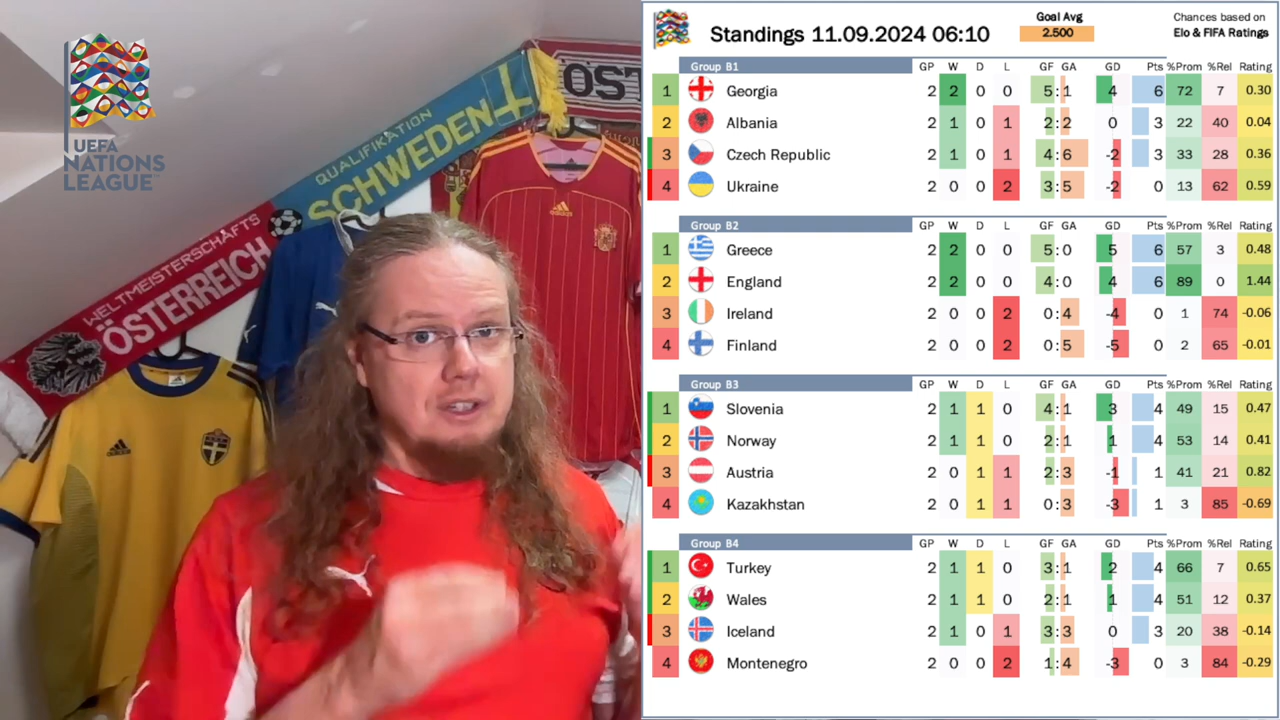 UEFA
NATIONS
LEAGUE™
WELTMEISTERSCHAFTS
ÖSTERREICH
QUALIFIKATION
SCHWEDEN
ÖST
Standings 11.09.2024 06:10
Goal Avg
2.500
Chances based on
Elo & FIFA Ratings
Group B1 GP W D L GF GA GD Pts %Prom %Rel Rating
1 Georgia 2 2 0 0 5:1 4 6 72 7 0.30
2 Albania 2 1 0 1 2:2 0 3 22 40 0.04
3 Czech Republic 2 1 0 1 4:6 -2 3 33 28 0.36
4 Ukraine 2 0 0 2 3:5 -2 0 13 62 0.59
Group B2 GP W D L GF GA GD Pts %Prom %Rel Rating
1 Greece 2 2 0 0 5:0 5 6 57 3 0.48
2 England 2 2 0 0 4:0 4 6 89 0 1.44
3 Ireland 2 0 0 2 0:4 -4 0 1 74 -0.06
4 Finland 2 0 0 2 0:5 -5 0 2 65 -0.01
Group B3 GP W D L GF GA GD Pts %Prom %Rel Rating
1 Slovenia 2 1 1 0 4:1 3 4 49 15 0.47
2 Norway 2 1 1 0 2:1 1 4 53 14 0.41
3 Austria 2 0 1 1 2:3 -1 1 41 21 0.82
4 Kazakhstan 2 0 1 1 0:3 -3 1 3 85 -0.69
Group B4 GP W D L GF GA GD Pts %Prom %Rel Rating
1 Turkey 2 1 1 0 3:1 2 4 66 7 0.65
2 Wales 2 1 1 0 2:1 1 4 51 12 0.37
3 Iceland 2 1 0 1 3:3 0 3 20 38 -0.14
4 Montenegro 2 0 0 2 1:4 -3 0 3 84 -0.29